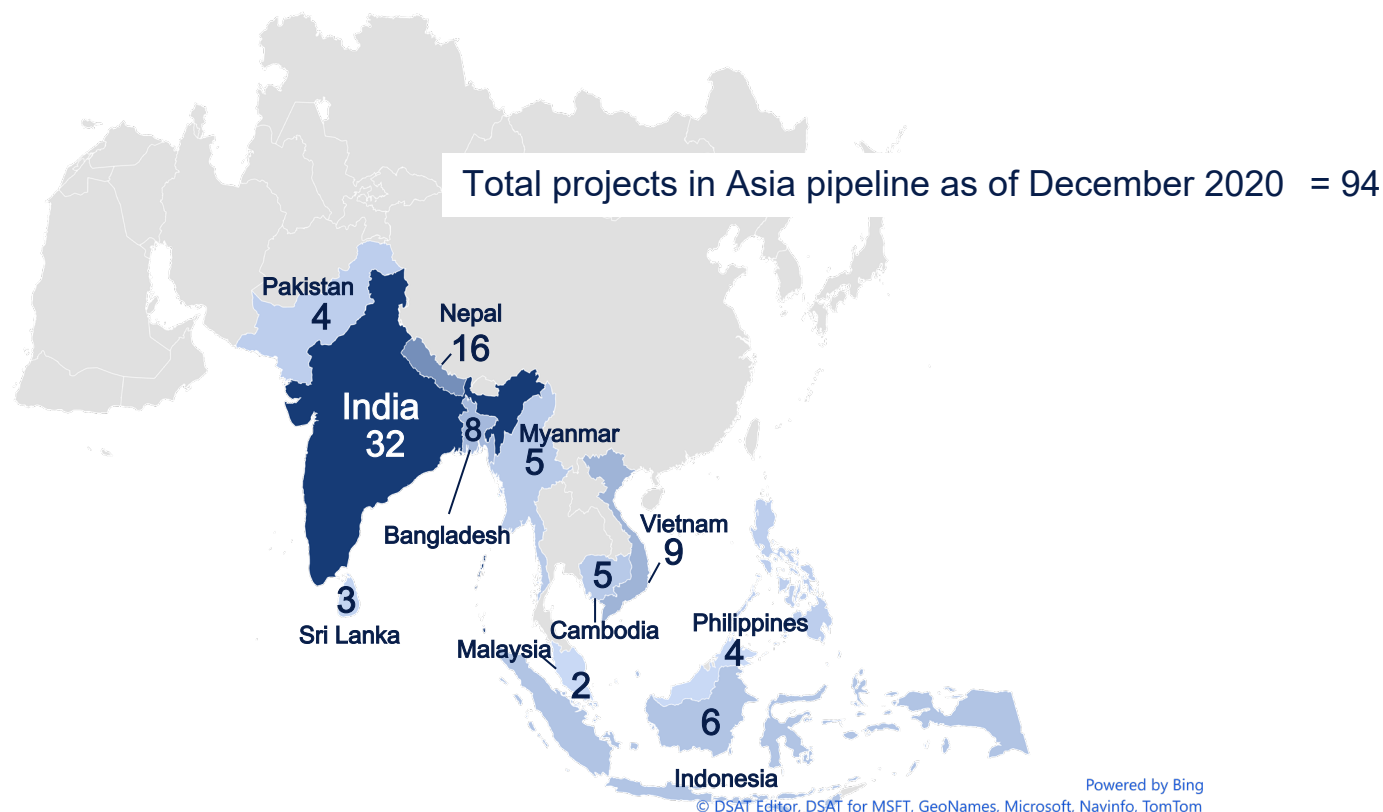 Total projects in Asia pipeline as of December 2020 = 94
Pakistan
4
Nepal
16
India
32
8
Bangladesh
Myanmar
5
Vietnam
9
5
Cambodia
3
Sri Lanka
Philippines
4
Malaysia
2
6
Indonesia
Powered by Bing
© DSAT Editor, DSAT for MSFT, GeoNames, Microsoft, Navinfo, TomTom